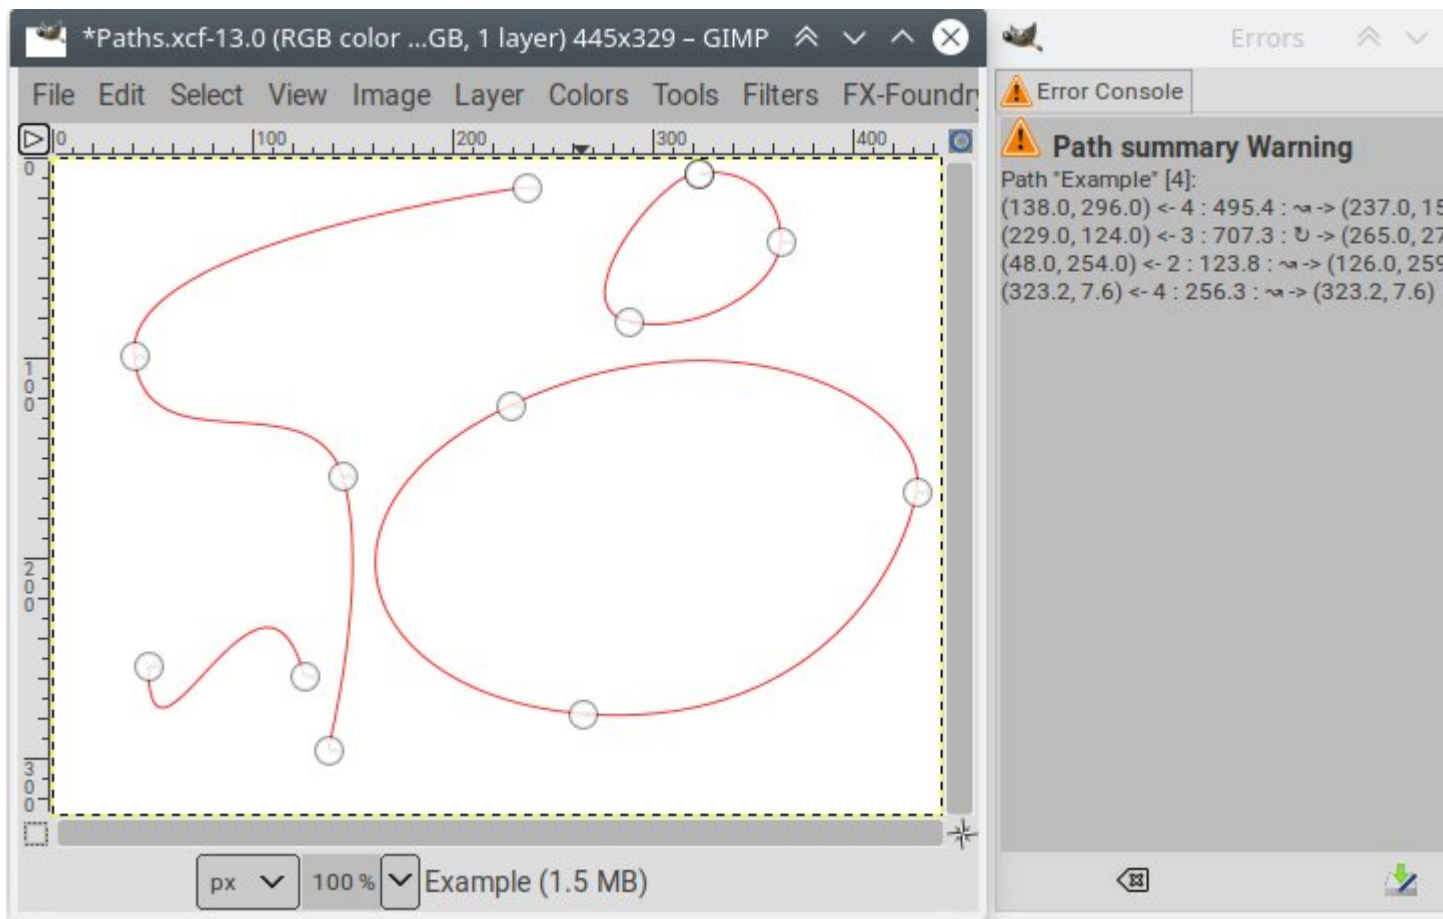 *Paths.xcf-13.0 (RGB color ...GB, 1 layer) 445x329 – GIMP
File Edit Select View Image Layer Colors Tools Filters FX-Foundry
0 100 200 300 400
0
100
200
300
px 100 % Example (1.5 MB)
Errors
Error Console
Path summary Warning
Path "Example" [4]:
(138.0, 296.0) <- 4 : 495.4 : ↝ -> (237.0, 15
(229.0, 124.0) <- 3 : 707.3 : ↻ -> (265.0, 27
(48.0, 254.0) <- 2 : 123.8 : ↝ -> (126.0, 259
(323.2, 7.6) <- 4 : 256.3 : ↝ -> (323.2, 7.6)